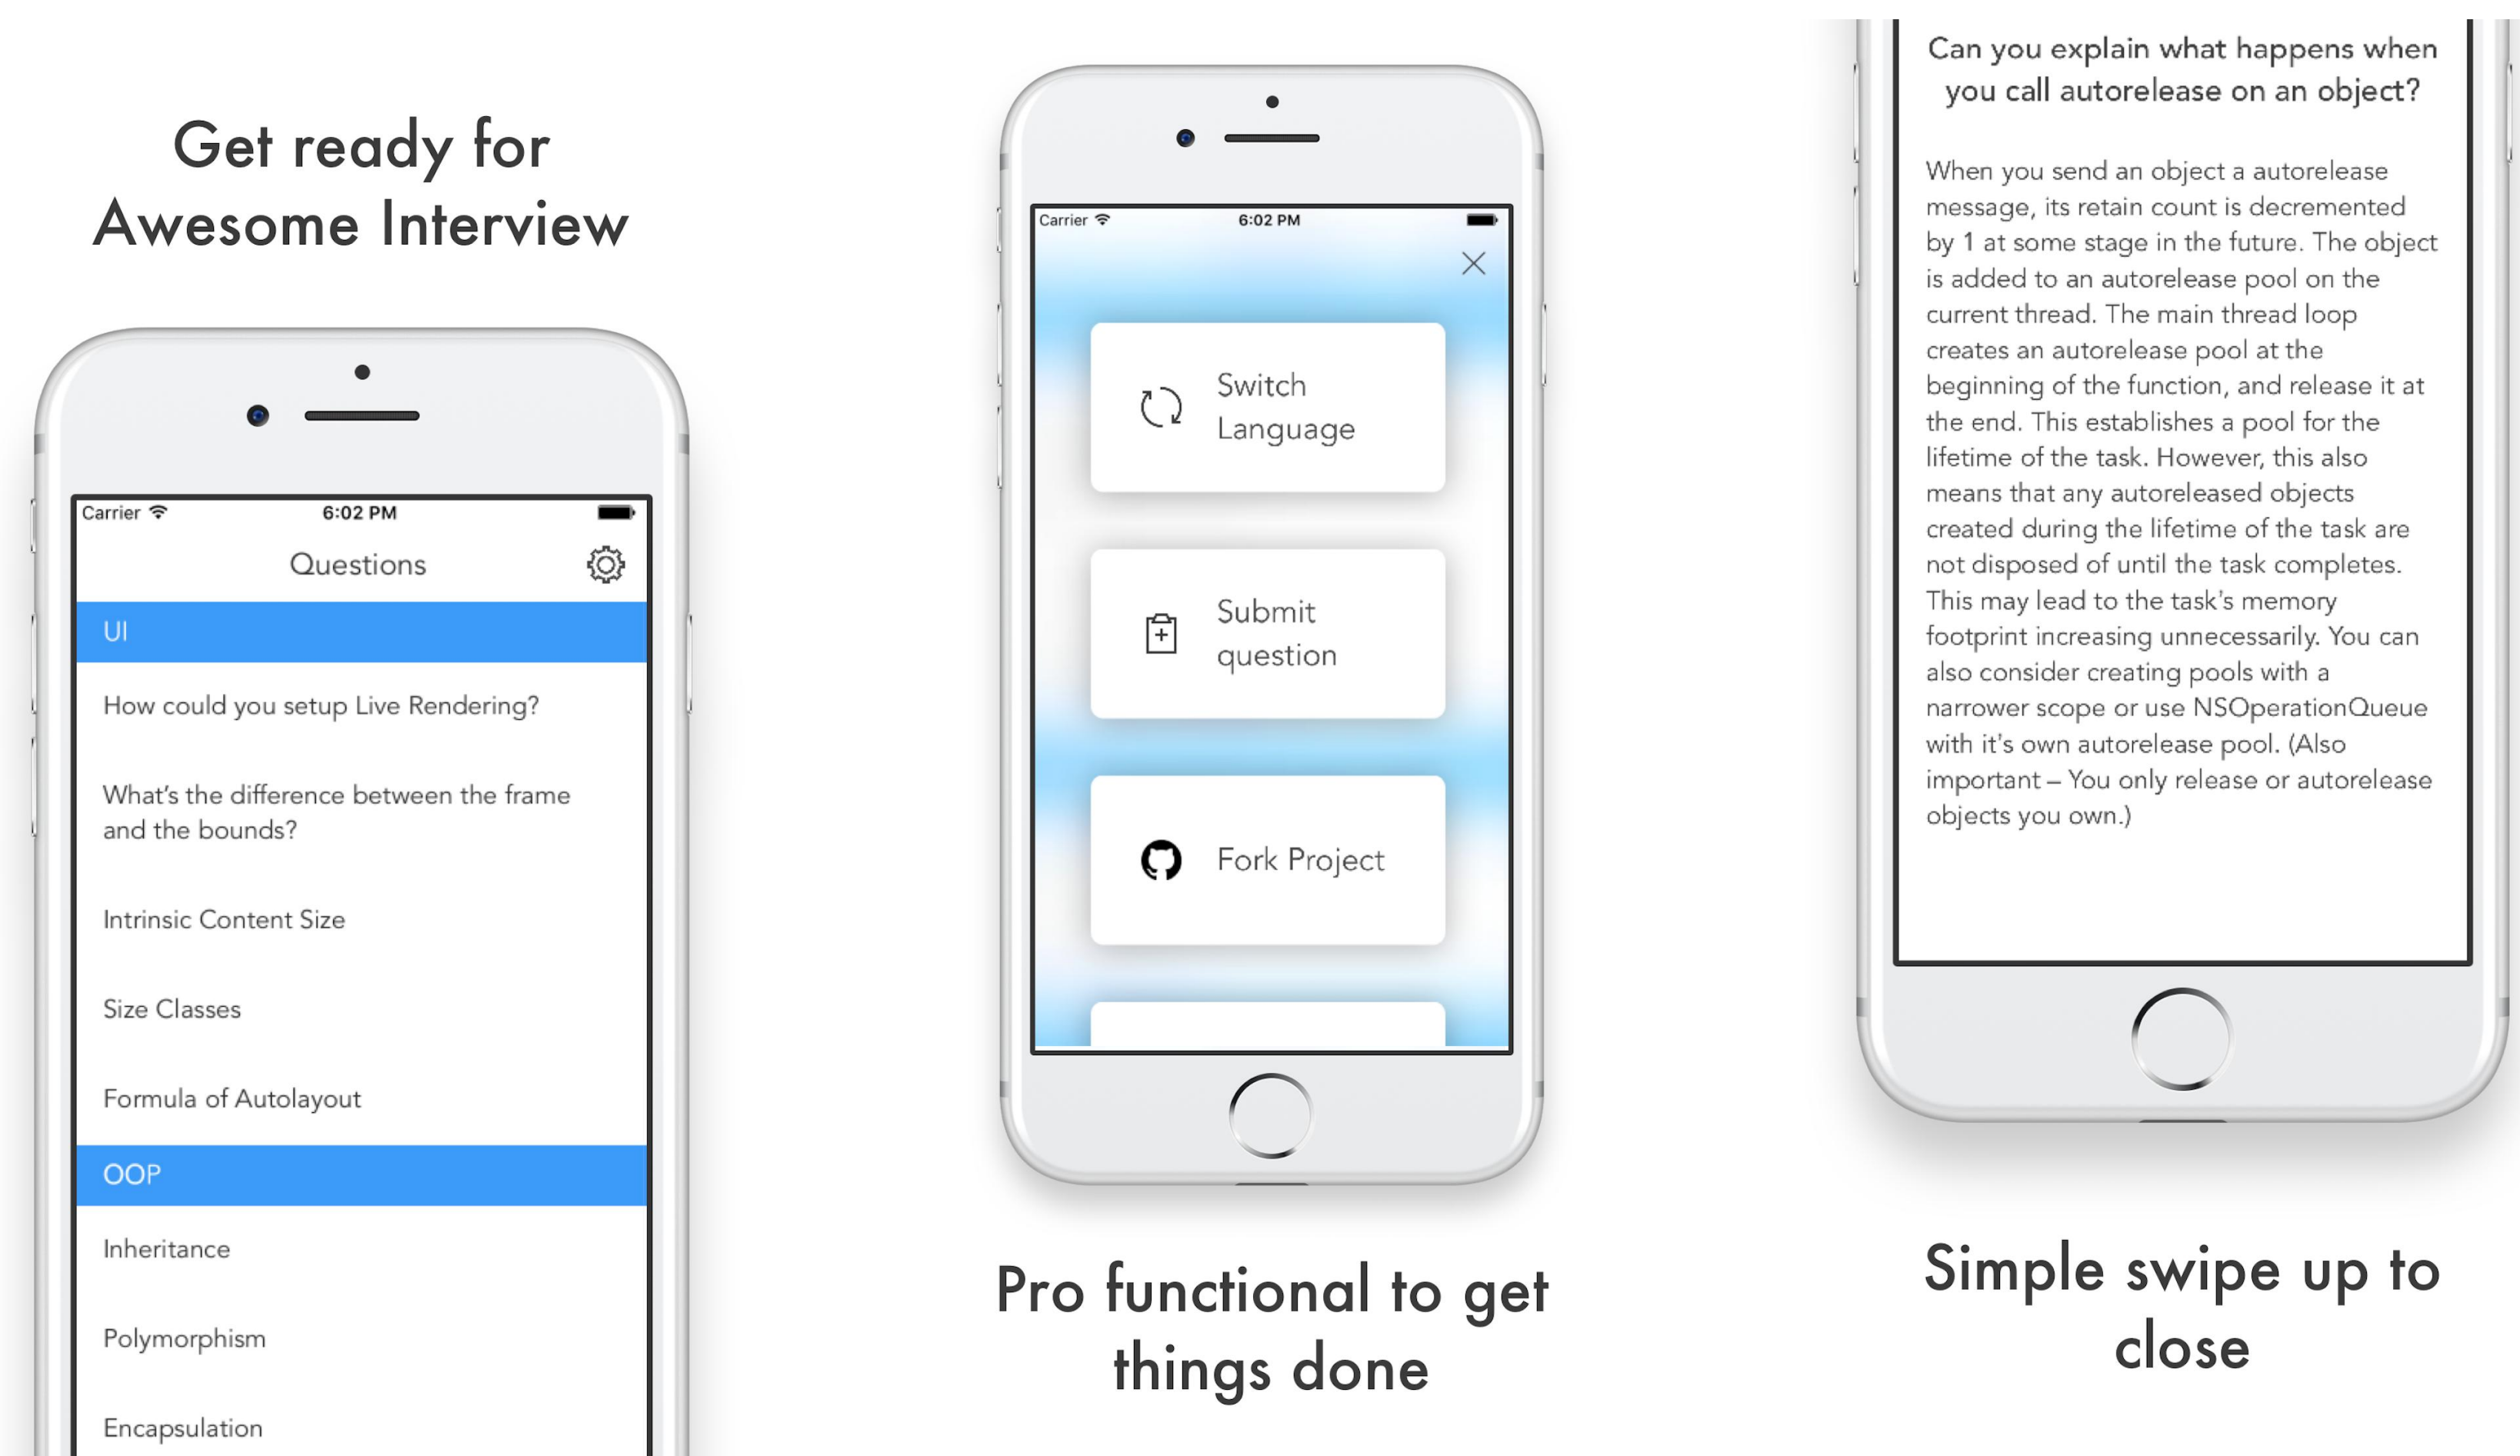 Get ready for
Awesome Interview
Carrier 6:02 PM
Questions
UI
How could you setup Live Rendering?
What's the difference between the frame
and the bounds?
Intrinsic Content Size
Size Classes
Formula of Autolayout
OOP
Inheritance
Polymorphism
Encapsulation
Carrier 6:02 PM
Switch
Language
Submit
question
Fork Project
Pro functional to get
things done
Can you explain what happens when
you call autorelease on an object?
When you send an object a autorelease
message, its retain count is decremented
by 1 at some stage in the future. The object
is added to an autorelease pool on the
current thread. The main thread loop
creates an autorelease pool at the
beginning of the function, and release it at
the end. This establishes a pool for the
lifetime of the task. However, this also
means that any autoreleased objects
created during the lifetime of the task are
not disposed of until the task completes.
This may lead to the task's memory
footprint increasing unnecessarily. You can
also consider creating pools with a
narrower scope or use NSOperationQueue
with it's own autorelease pool. (Also
important – You only release or autorelease
objects you own.)
Simple swipe up to
close